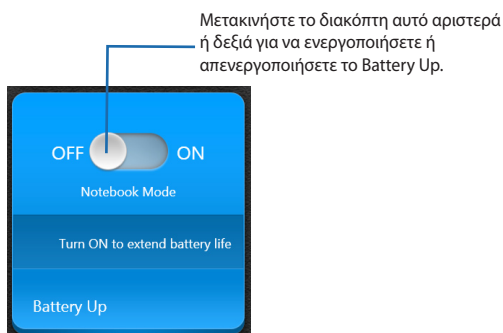 Μετακινήστε το διακόπτη αυτό αριστερά
ή δεξιά για να ενεργοποιήσετε ή
απενεργοποιήσετε το Battery Up.
OFF ON
Notebook Mode
Turn ON to extend battery life
Battery Up